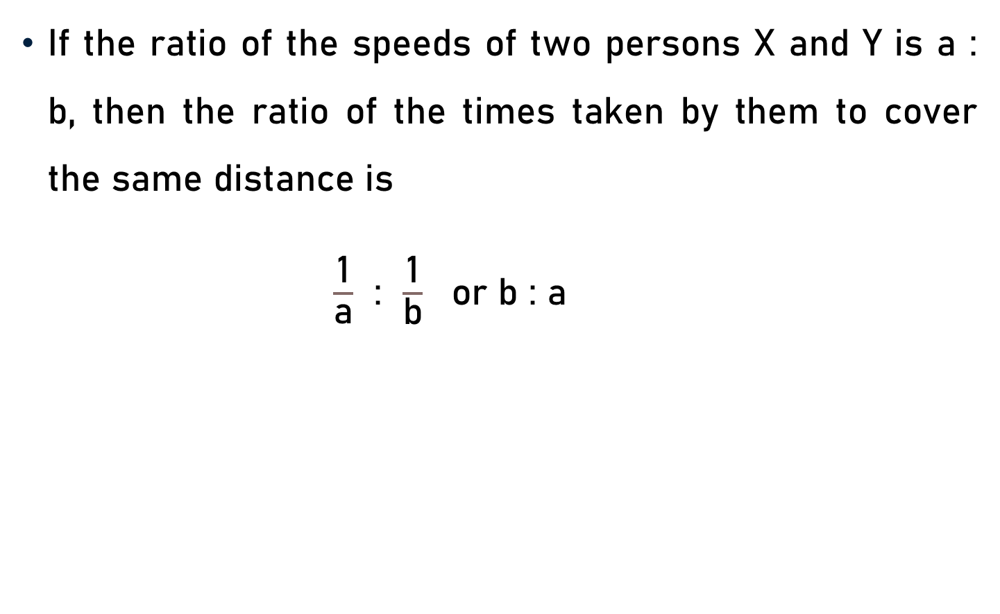 • If the ratio of the speeds of two persons X and Y is a :
b, then the ratio of the times taken by them to cover
the same distance is
1/a : 1/b or b : a